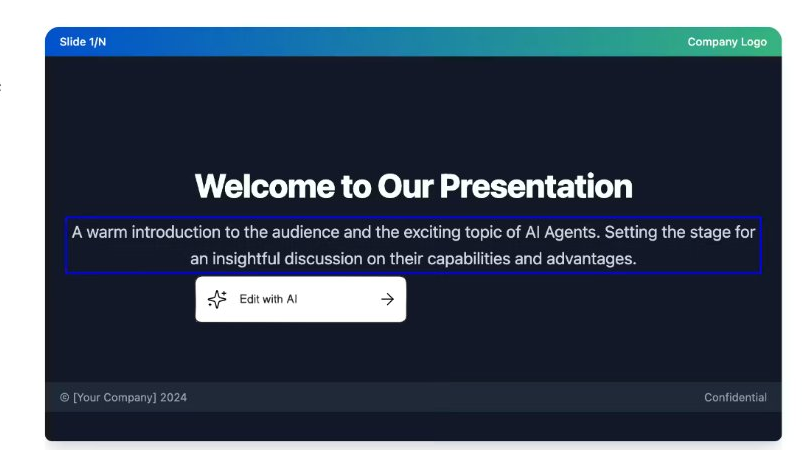 Slide 1/N
Company Logo
Welcome to Our Presentation
A warm introduction to the audience and the exciting topic of AI Agents. Setting the stage for
an insightful discussion on their capabilities and advantages.
Edit with AI
© [Your Company] 2024
Confidential